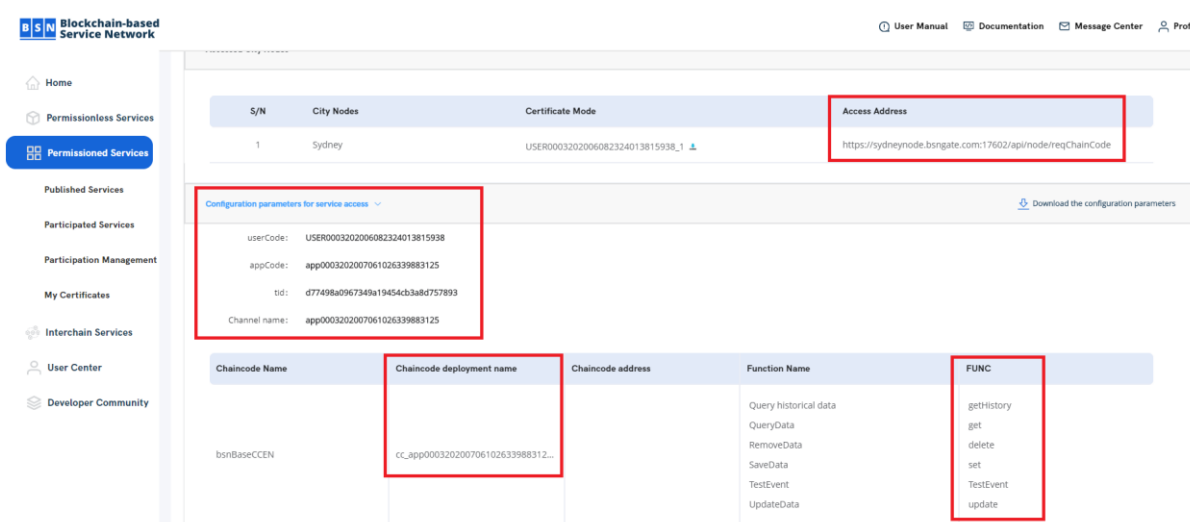 BSN Blockchain-based
Service Network
User Manual Documentation Message Center Prof
Home
Permissionless Services
Permissioned Services
Published Services
Participated Services
Participation Management
My Certificates
Interchain Services
User Center
Developer Community
S/N City Nodes Certificate Mode Access Address
1 Sydney USER0003202006082324013815938_1 https://sydneynode.bsngate.com:17602/api/node/reqChainCode
Configuration parameters for service access Download the configuration parameters
userCode: USER0003202006082324013815938
appCode: app0003202007061026339883125
tid: d77498a0967349a19454cb3a8d757893
Channel name: app0003202007061026339883125
Chaincode Name Chaincode deployment name Chaincode address Function Name FUNC
Query historical data getHistory
QueryData get
RemoveData delete
bsnBaseCCEN cc_app000320200706102633988312...
SaveData set
TestEvent TestEvent
UpdateData update